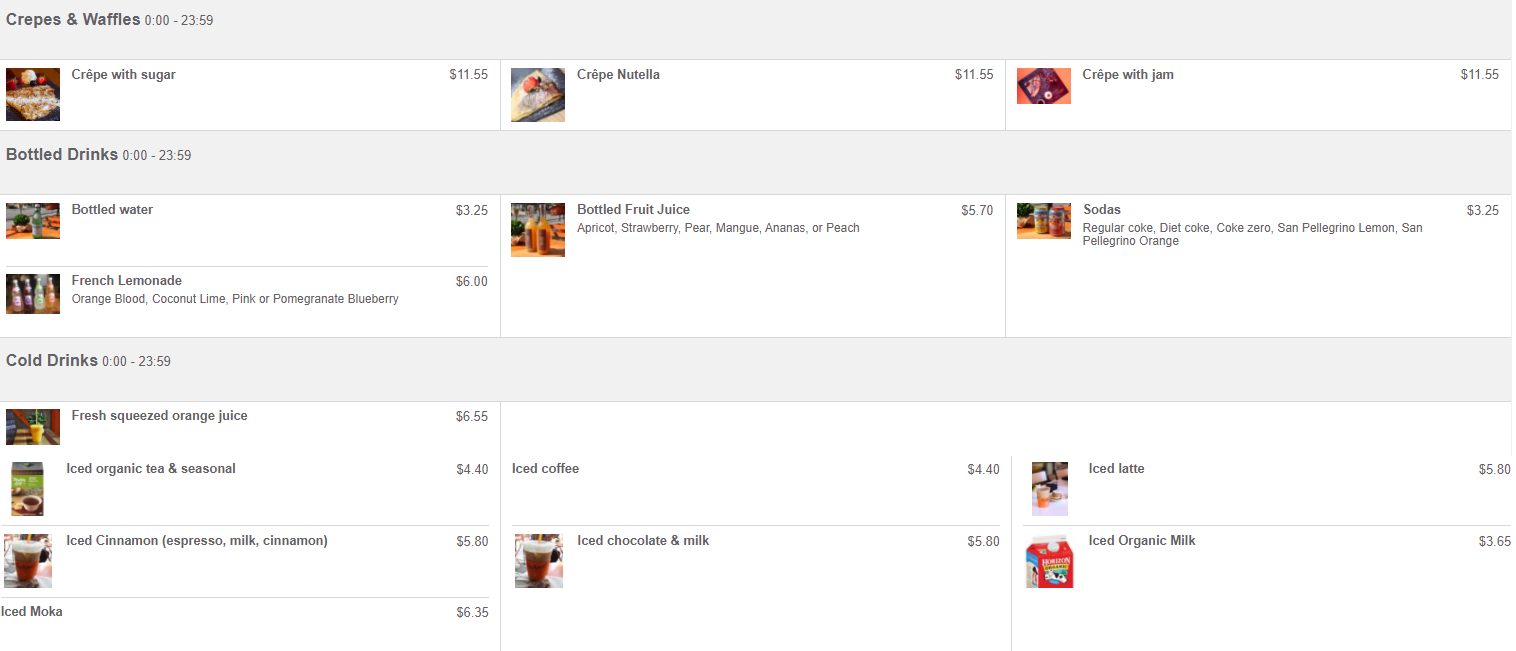 Crepes & Waffles 0:00 - 23:59
Crêpe with sugar $11.55
Crêpe Nutella $11.55
Crêpe with jam $11.55
Bottled Drinks 0:00 - 23:59
Bottled water $3.25
Bottled Fruit Juice $5.70
Apricot, Strawberry, Pear, Mangue, Ananas, or Peach
Sodas $3.25
Regular coke, Diet coke, Coke zero, San Pellegrino Lemon, San
Pellegrino Orange
French Lemonade $6.00
Orange Blood, Coconut Lime, Pink or Pomegranate Blueberry
Cold Drinks 0:00 - 23:59
Fresh squeezed orange juice $6.55
Iced organic tea & seasonal $4.40
Iced coffee $4.40
Iced latte $5.80
Iced Cinnamon (espresso, milk, cinnamon) $5.80
Iced chocolate & milk $5.80
Iced Organic Milk $3.65
HORIZON
ORGANIC
Iced Moka $6.35